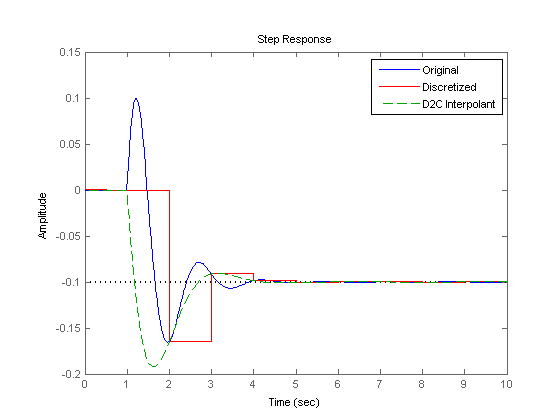 Step Response
Original
Discretized
D2C Interpolant
Amplitude
0.15
0.1
0.05
0
-0.05
-0.1
-0.15
-0.2
0 1 2 3 4 5 6 7 8 9 10
Time (sec)